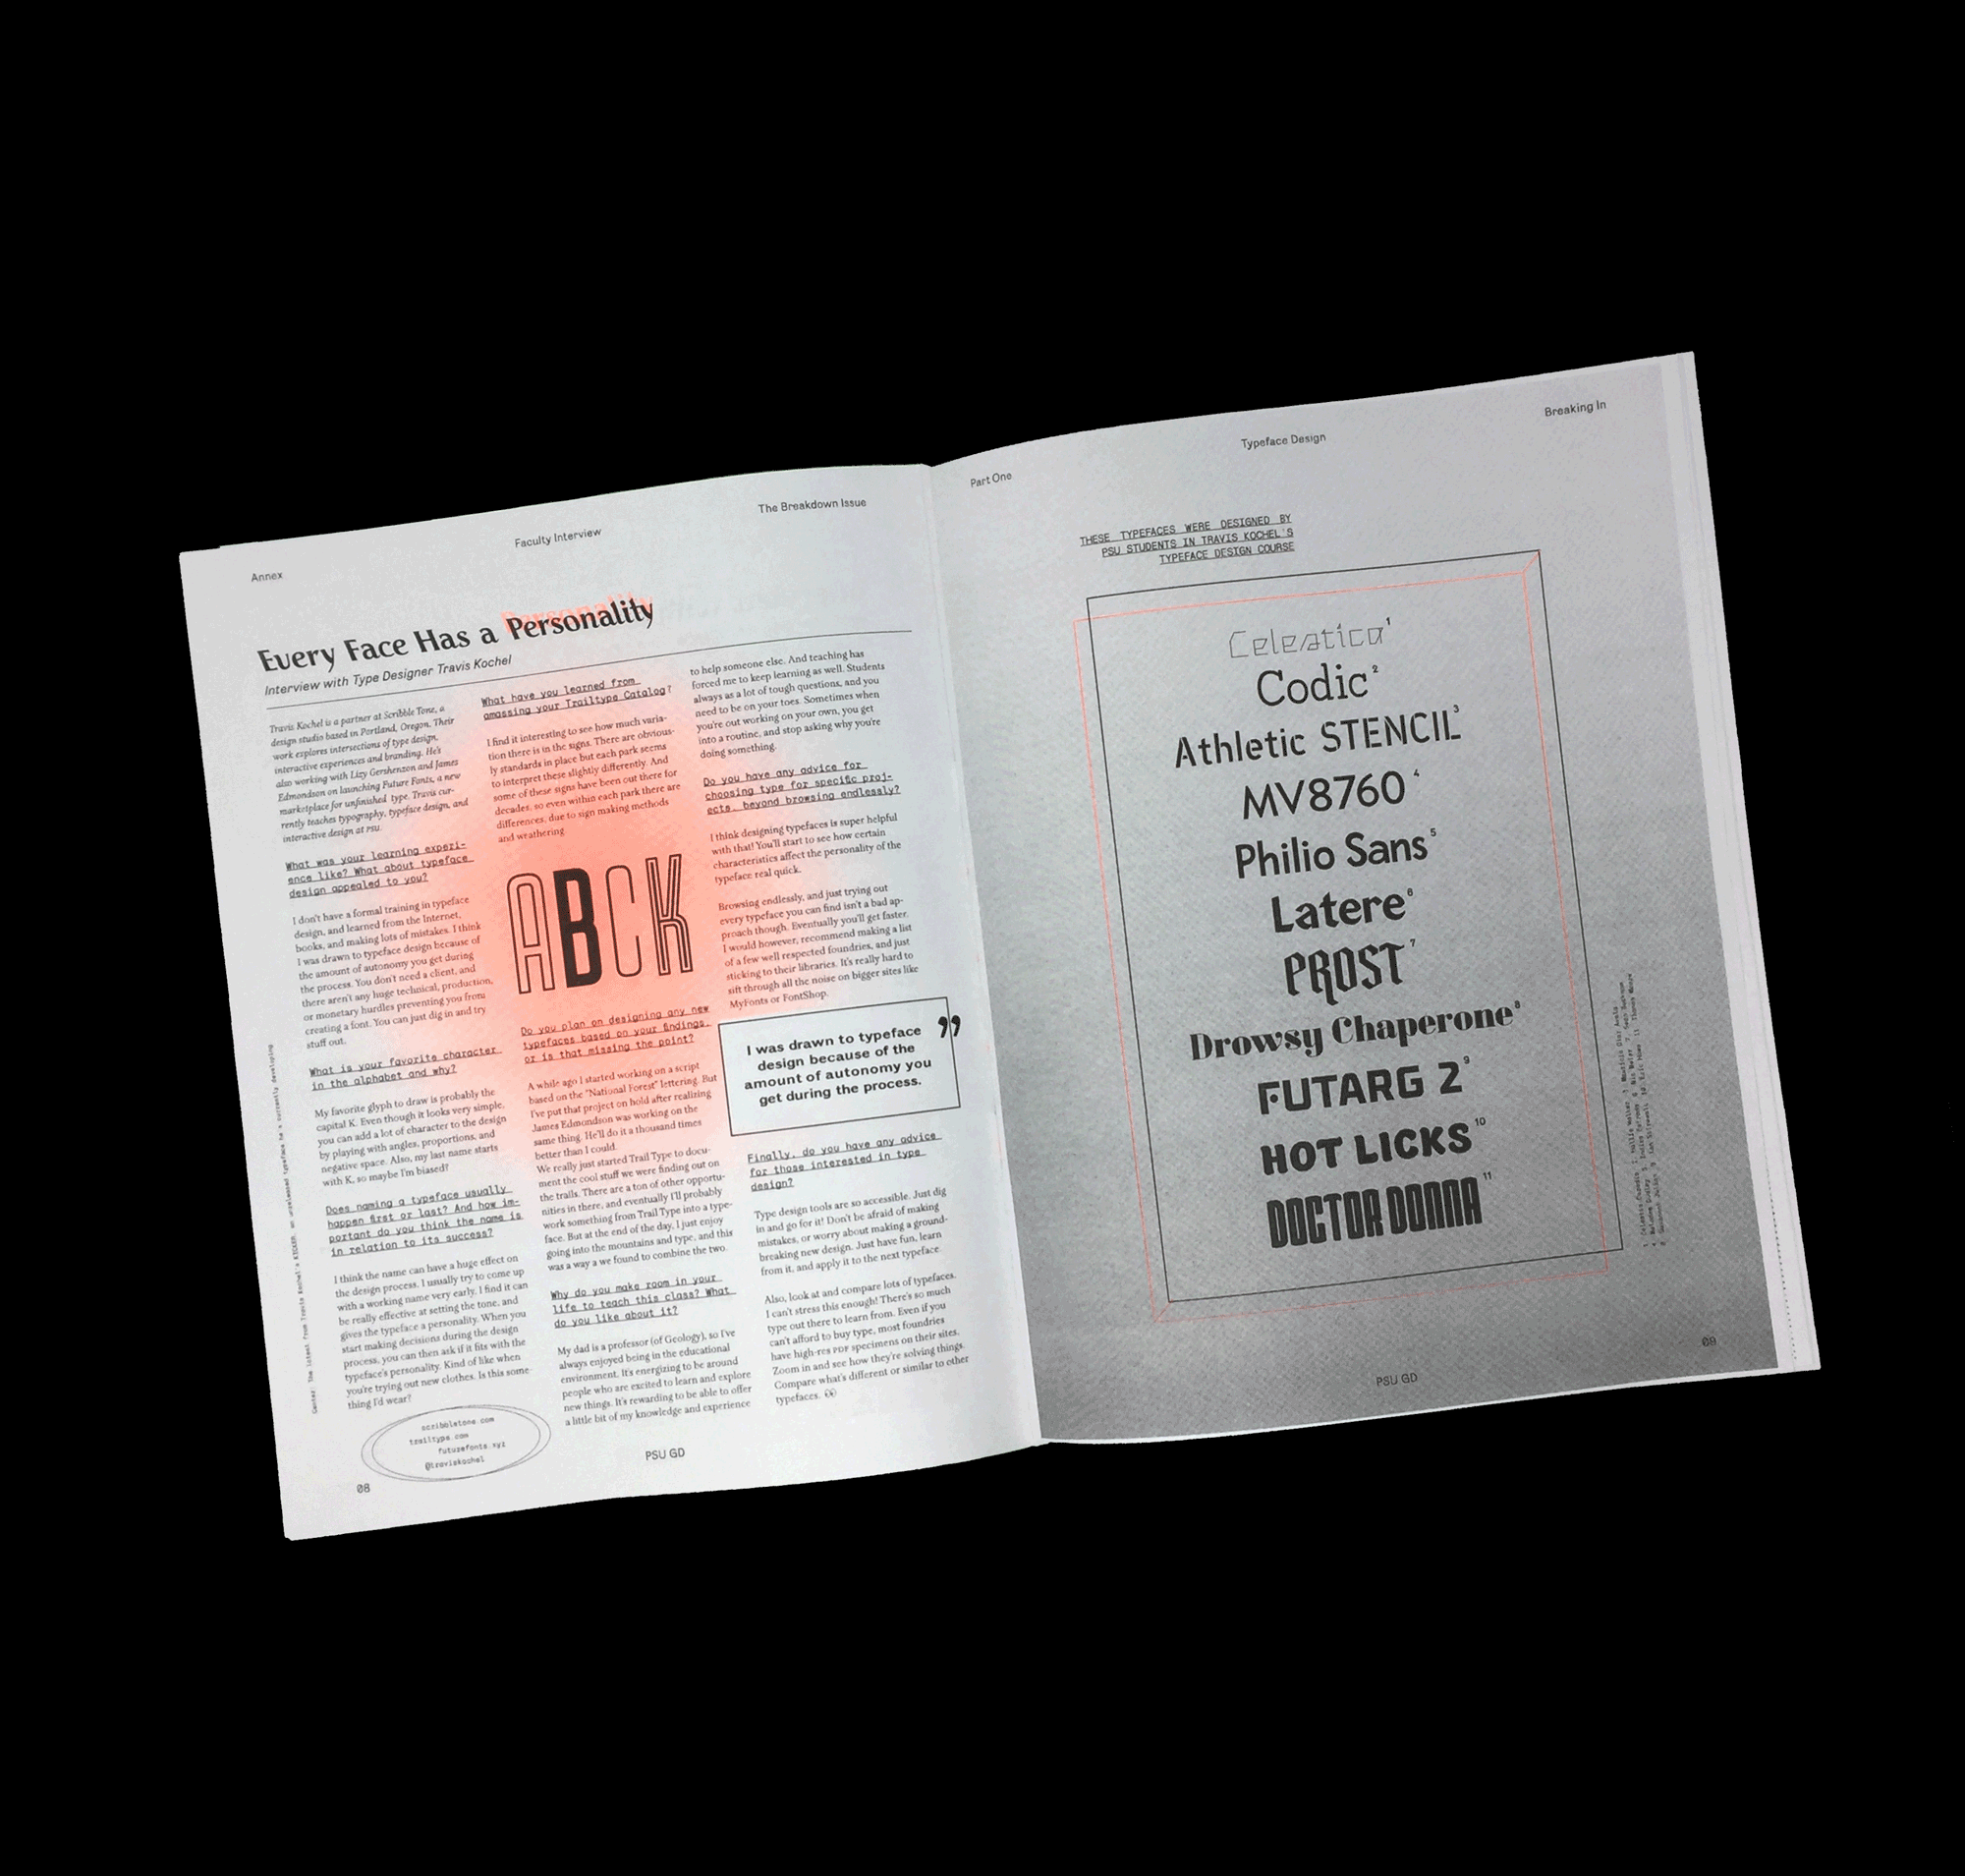 Annex
Faculty Interview
The Breakdown Issue
Every Face Has a Personality
Interview with Type Designer Travis Kochel
Travis Kochel is a partner at Scribble Tone, a
design studio based in Portland, Oregon. Their
work explores intersections of type design,
interactive experiences and branding. He's
also working with Lizy Gershenzon and James
Edmondson on launching Future Fonts, a new
marketplace for unfinished type. Travis cur-
rently teaches typography, typeface design, and
interactive design at PSU.
What was your learning experi-
ence like? What about typeface
design appealed to you?
I don't have a formal training in typeface
design, and learned from the Internet,
books, and making lots of mistakes. I think
I was drawn to typeface design because of
the amount of autonomy you get during
the process. You don't need a client, and
there aren't any huge technical, production,
or monetary hurdles preventing you from
creating a font. You can just dig in and try
stuff out.
What is your favorite character
in the alphabet and why?
My favorite glyph to draw is probably the
capital K. Even though it looks very simple,
you can add a lot of character to the design
by playing with angles, proportions, and
negative space. Also, my last name starts
with K, so maybe I'm biased?
Does naming a typeface usually
happen first or last? And how im-
portant do you think the name is
in relation to its success?
I think the name can have a huge effect on
the design process. I usually try to come up
with a working name very early. I find it can
be really effective at setting the tone, and
gives the typeface a personality. When you
start making decisions during the design
process, you can then ask if it fits with the
typeface's personality. Kind of like when
you're trying out new clothes. Is this some-
thing I'd wear?
scribbletone.com
trailtype.com
futurefonts.xyz
@traviskochel
What have you learned from
amassing your Trailtype Catalog?
I find it interesting to see how much varia-
tion there is in the signs. There are obvious-
ly standards in place but each park seems
to interpret these slightly differently. And
some of these signs have been out there for
decades, so even within each park there are
differences, due to sign making methods
and weathering.
ABCK
Do you plan on designing any new
typefaces based on your findings,
or is that missing the point?
A while ago I started working on a script
based on the "National Forest" lettering. But
I've put that project on hold after realizing
James Edmondson was working on the
same thing. He'll do it a thousand times
better than I could.
We really just started Trail Type to docu-
ment the cool stuff we were finding out on
the trails. There are a ton of other opportu-
nities in there, and eventually I'll probably
work something from Trail Type into a type-
face. But at the end of the day, I just enjoy
going into the mountains and type, and this
was a way a we found to combine the two.
Why do you make room in your
life to teach this class? What
do you like about it?
My dad is a professor (of Geology), so I've
always enjoyed being in the educational
environment. It's energizing to be around
people who are excited to learn and explore
new things. It's rewarding to be able to offer
a little bit of my knowledge and experience
to help someone else. And teaching has
forced me to keep learning as well. Students
always as a lot of tough questions, and you
need to be on your toes. Sometimes when
you're out working on your own, you get
into a routine, and stop asking why you're
doing something.
Do you have any advice for
choosing type for specific proj-
ects, beyond browsing endlessly?
I think designing typefaces is super helpful
with that! You'll start to see how certain
characteristics affect the personality of the
typeface real quick.
Browsing endlessly, and just trying out
every typeface you can find isn't a bad ap-
proach though. Eventually you'll get faster.
I would however, recommend making a list
of a few well respected foundries, and just
sticking to their libraries. It's really hard to
sift through all the noise on bigger sites like
MyFonts or FontShop.
I was drawn to typeface
design because of the
amount of autonomy you
get during the process.
"
Finally, do you have any advice
for those interested in type
design?
Type design tools are so accessible. Just dig
in and go for it! Don't be afraid of making
mistakes, or worry about making a ground-
breaking new design. Just have fun, learn
from it, and apply it to the next typeface.
Also, look at and compare lots of typefaces.
I can't stress this enough! There's so much
type out there to learn from. Even if you
can't afford to buy type, most foundries
have high-res PDF specimens on their sites.
Zoom in and see how they're solving things.
Compare what's different or similar to other
typefaces.
Center: The latest from Travis Kochel's KICKER, an unreleased typeface he's currently developing
08
PSU GD
Part One
Typeface Design
Breaking In
THESE TYPEFACES WERE DESIGNED BY
PSU STUDENTS IN TRAVIS KOCHEL'S
TYPEFACE DESIGN COURSE
Celestica 1
Codic 2
Athletic STENCIL 3
MV8760 4
Philio Sans 5
Latere 6
PROST 7
Drowsy Chaperone 8
FUTARG 2 9
HOT LICKS 10
DOCTOR DONNA 11
PSU GD
09